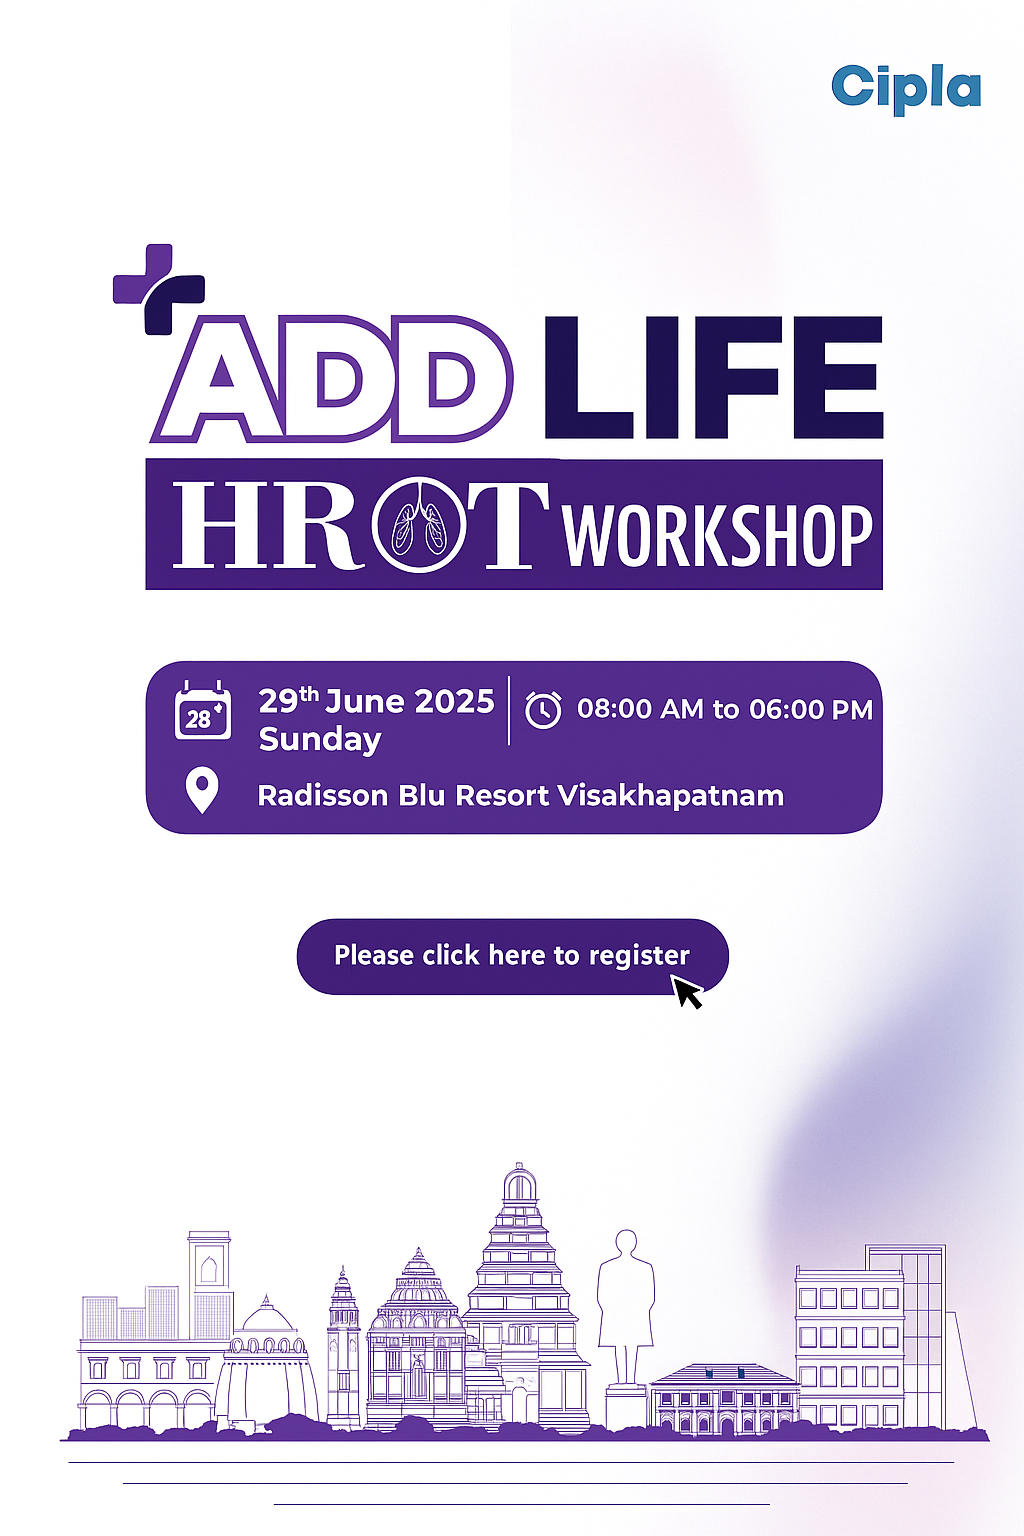 Cipla
ADD LIFE
HROT WORKSHOP
28
29th June 2025
Sunday
08:00 AM to 06:00 PM
Radisson Blu Resort Visakhapatnam
Please click here to register